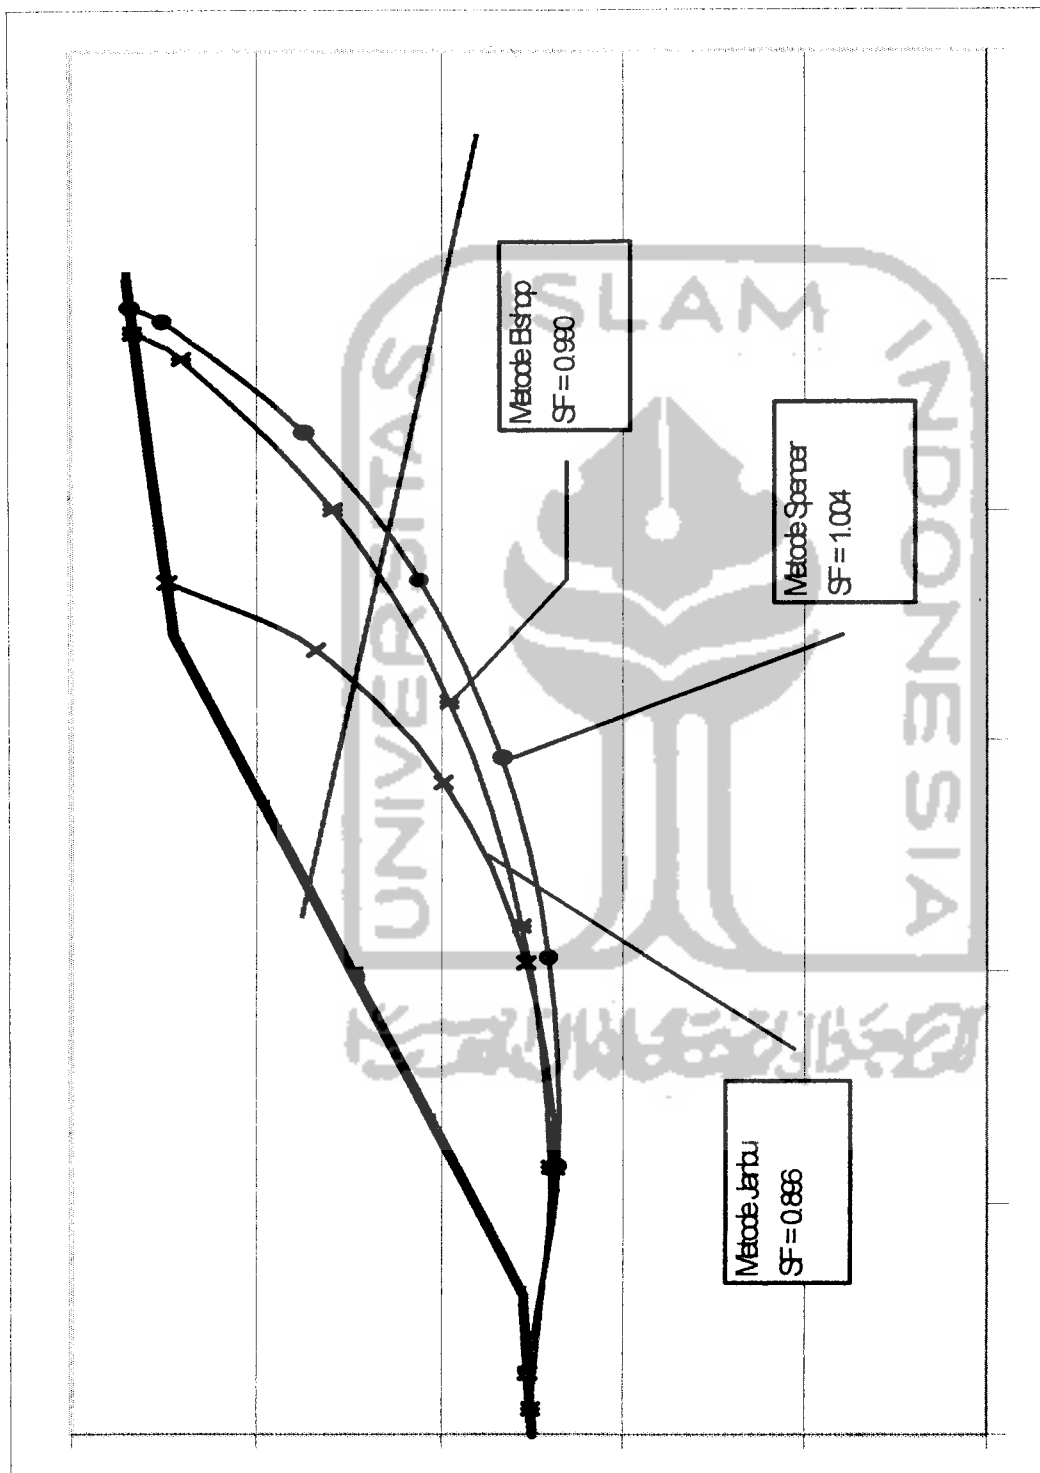 Metode Bishop
SF = 0.990
Metode Spencer
SF = 1.004
Metode Janbu
SF = 0.896
UNIVERSITAS
ISLAM
INDONESIA